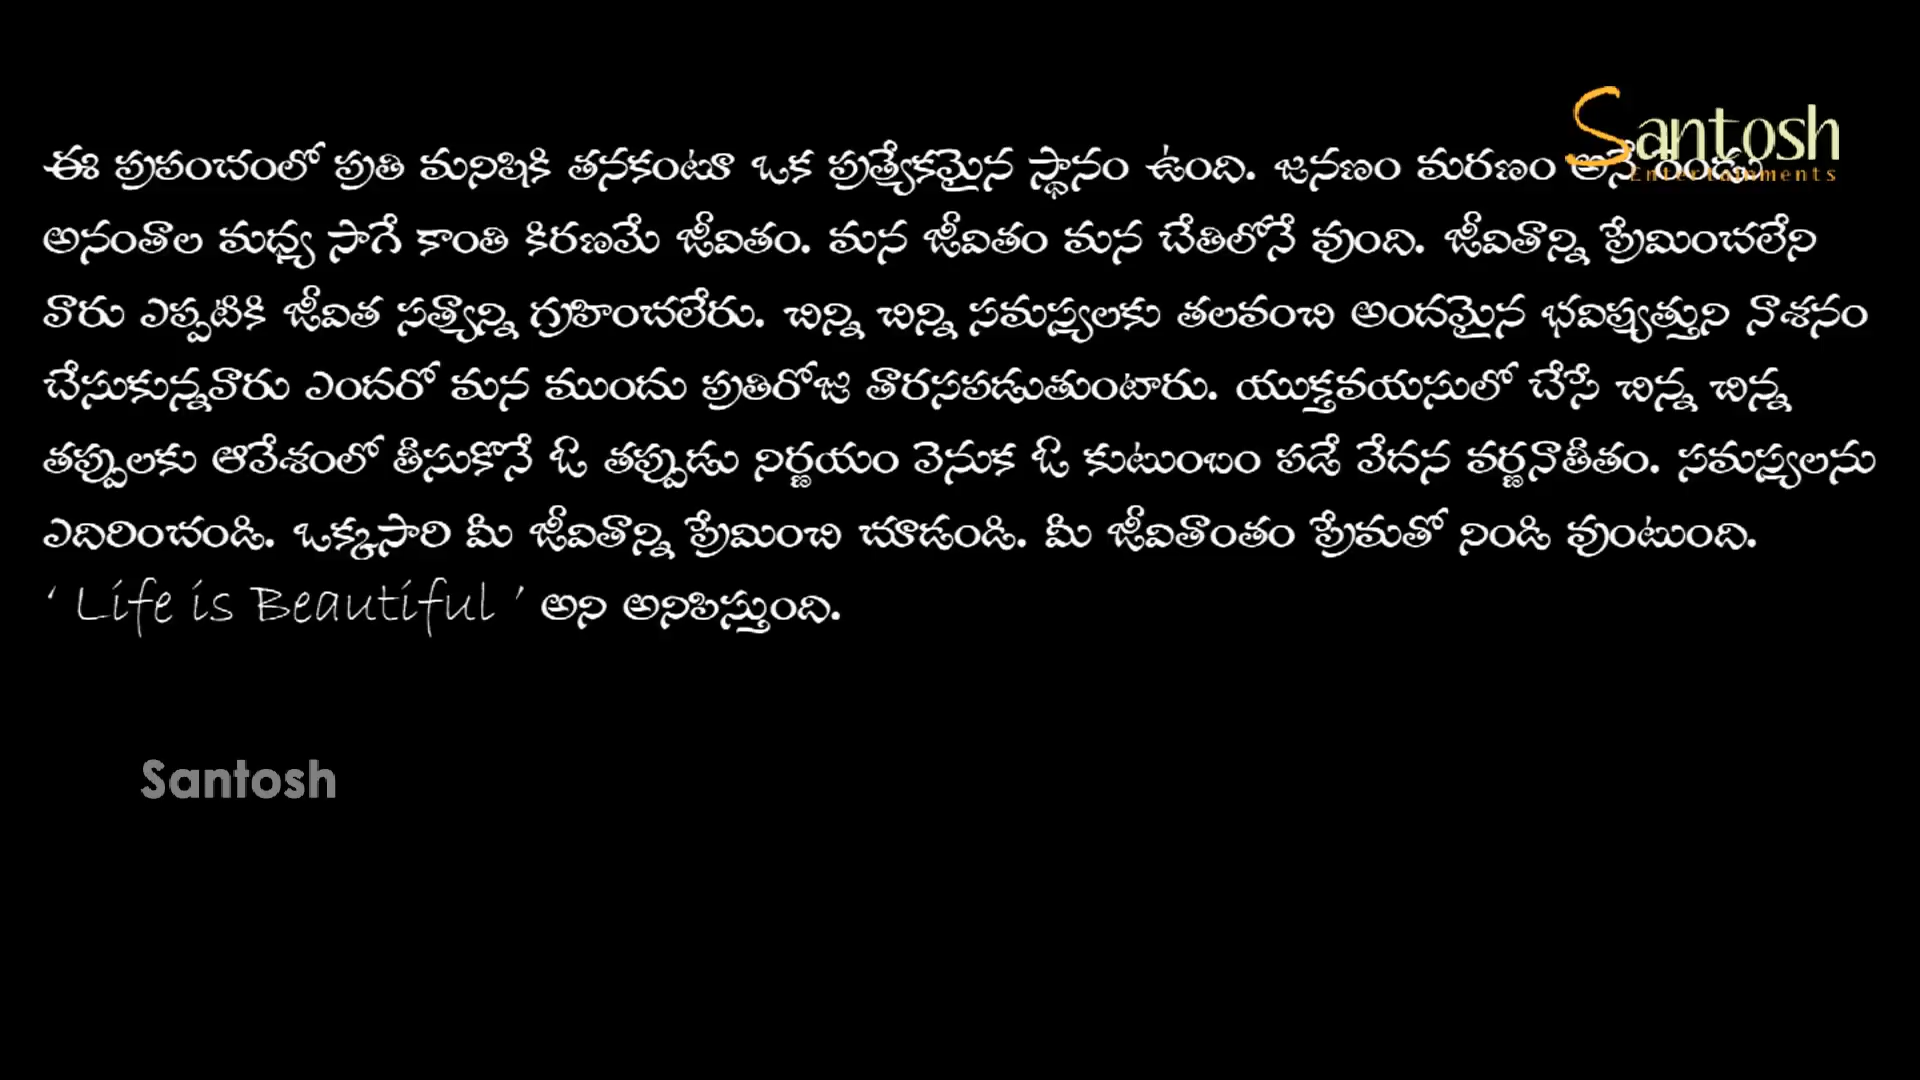 Santosh
Entertainments
ఈ ప్రపంచంలో ప్రతి మనిషికి తనకంటూ ఒక ప్రత్యేకమైన స్థానం ఉంది. జననం మరణం అనే రెండు
అనంతాల మధ్య సాగే కాంతి కిరణమే జీవితం. మన జీవితం మన చేతిలోనే వుంది. జీవితాన్ని ప్రేమించలేని
వారు ఎప్పటికి జీవిత సత్యాన్ని గ్రహించలేరు. చిన్ని చిన్ని సమస్యలకు తలవంచి అందమైన భవిష్యత్తుని నాశనం
చేసుకున్నవారు ఎందరో మన ముందు ప్రతిరోజు తారసపడుతుంటారు. యుక్తవయసులో చేసే చిన్న చిన్న
తప్పులకు ఆవేశంలో తీసుకొనే ఓ తప్పుడు నిర్ణయం వెనుక ఓ కుటుంబం పడే వేదన వర్ణనాతీతం. సమస్యలను
ఎదిరించండి. ఒక్కసారి మీ జీవితాన్ని ప్రేమించి చూడండి. మీ జీవితాంతం ప్రేమతో నిండి వుంటుంది.
‘ Life is Beautiful ’ అని అనిపిస్తుంది.
Santosh